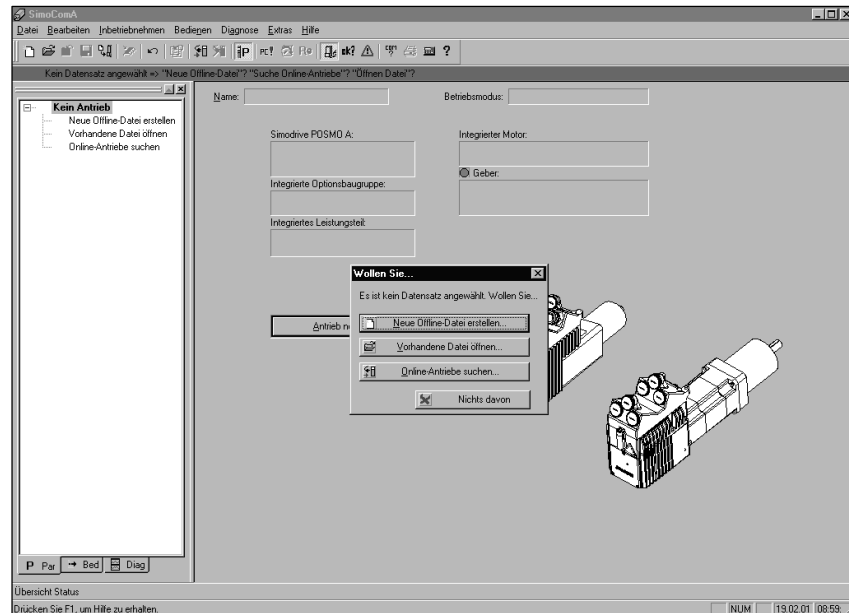 SimoComA
Datei Bearbeiten Inbetriebnehmen Bedienen Diagnose Extras Hilfe
Kein Datensatz angewählt => "Neue Offline-Datei"? "Suche Online-Antriebe"? "Öffnen Datei"?
Kein Antrieb
Neue Offline-Datei erstellen
Vorhandene Datei öffnen
Online-Antriebe suchen
Name:
Betriebsmodus:
Simodrive POSMO A:
Integrierter Motor:
Geber:
Integrierte Optionsbaugruppe:
Integriertes Leistungsteil:
Antrieb
Wollen Sie...
Es ist kein Datensatz angewählt. Wollen Sie...
Neue Offline-Datei erstellen...
Vorhandene Datei öffnen...
Online-Antriebe suchen...
Nichts davon
P Par Bed Diag
Übersicht Status
Drücken Sie F1, um Hilfe zu erhalten.
NUM 19.02.01 08:59: